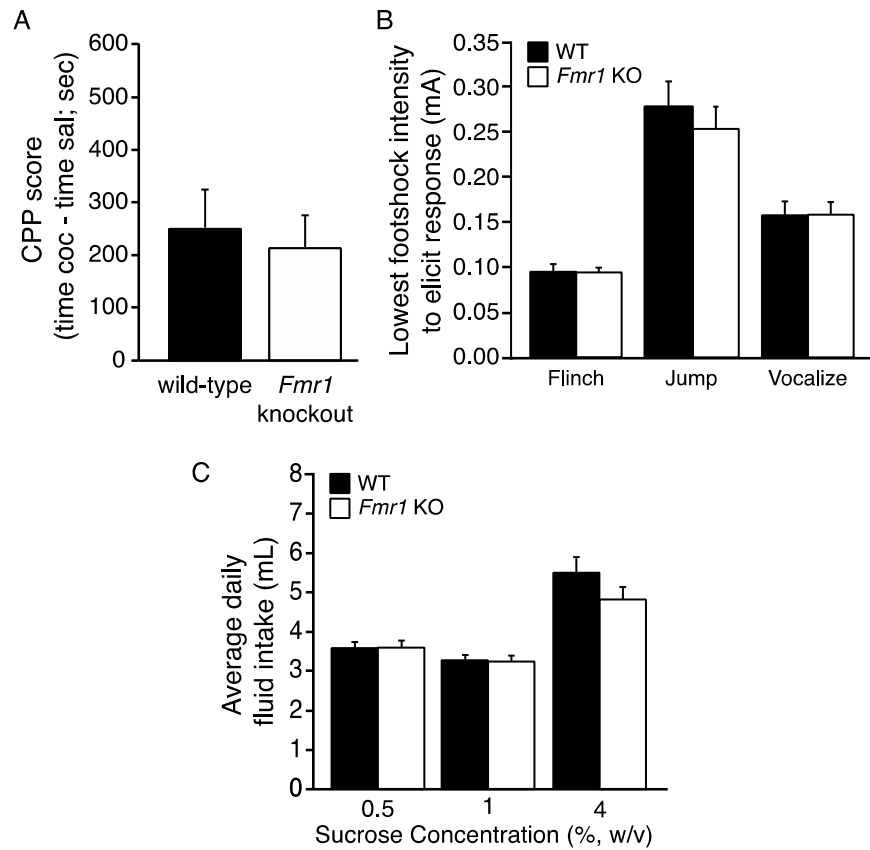 A
CPP score
(time coc - time sal; sec)
600
500
400
300
200
100
0
wild-type
Fmr1
knockout
B
Lowest footshock intensity
to elicit response (mA)
0.35
0.30
0.25
0.20
0.15
0.10
0.05
0.00
WT
Fmr1 KO
Flinch
Jump
Vocalize
C
Average daily
fluid intake (mL)
8
7
6
5
4
3
2
1
0
WT
Fmr1 KO
0.5
1
4
Sucrose Concentration (%, w/v)